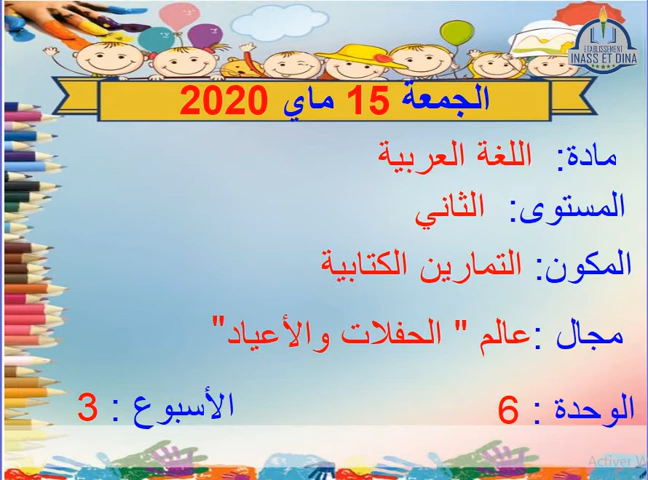 ETABLISSEMENT
INASS ET DINA
الجمعة 15 ماي 2020
مادة: اللغة العربية
المستوى: الثاني
المكون: التمارين الكتابية
مجال :عالم " الحفلات والأعياد"
الوحدة : 6 الأسبوع : 3
Activer W